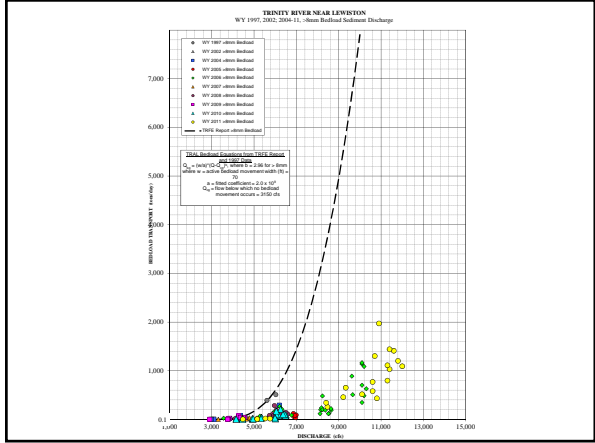 TRINITY RIVER NEAR LEWISTON
WY 1997, 2002; 2004-11, >8mm Bedload Sediment Discharge
WY 1997 >8mm Bedload
WY 2002 >8mm Bedload
WY 2004 >8mm Bedload
WY 2005 >8mm Bedload
WY 2006 >8mm Bedload
WY 2007 >8mm Bedload
WY 2008 >8mm Bedload
WY 2009 >8mm Bedload
WY 2010 >8mm Bedload
WY 2011 >8mm Bedload
TRFE Report >8mm Bedload
TRAL Bedload Equations from TRFE Report
and 1997 Data
where w = active bedload movement width (ft) =
70
a = fitted coefficient = 2.0 x 10
= flow below which no bedload
movement occurs = 3150 cfs
BEDLOAD TRANSPORT (tons/day)
7,000
6,000
5,000
4,000
3,000
2,000
1,000
0.1
1,000
3,000
5,000
7,000
9,000
11,000
13,000
15,000
DISCHARGE (cfs)